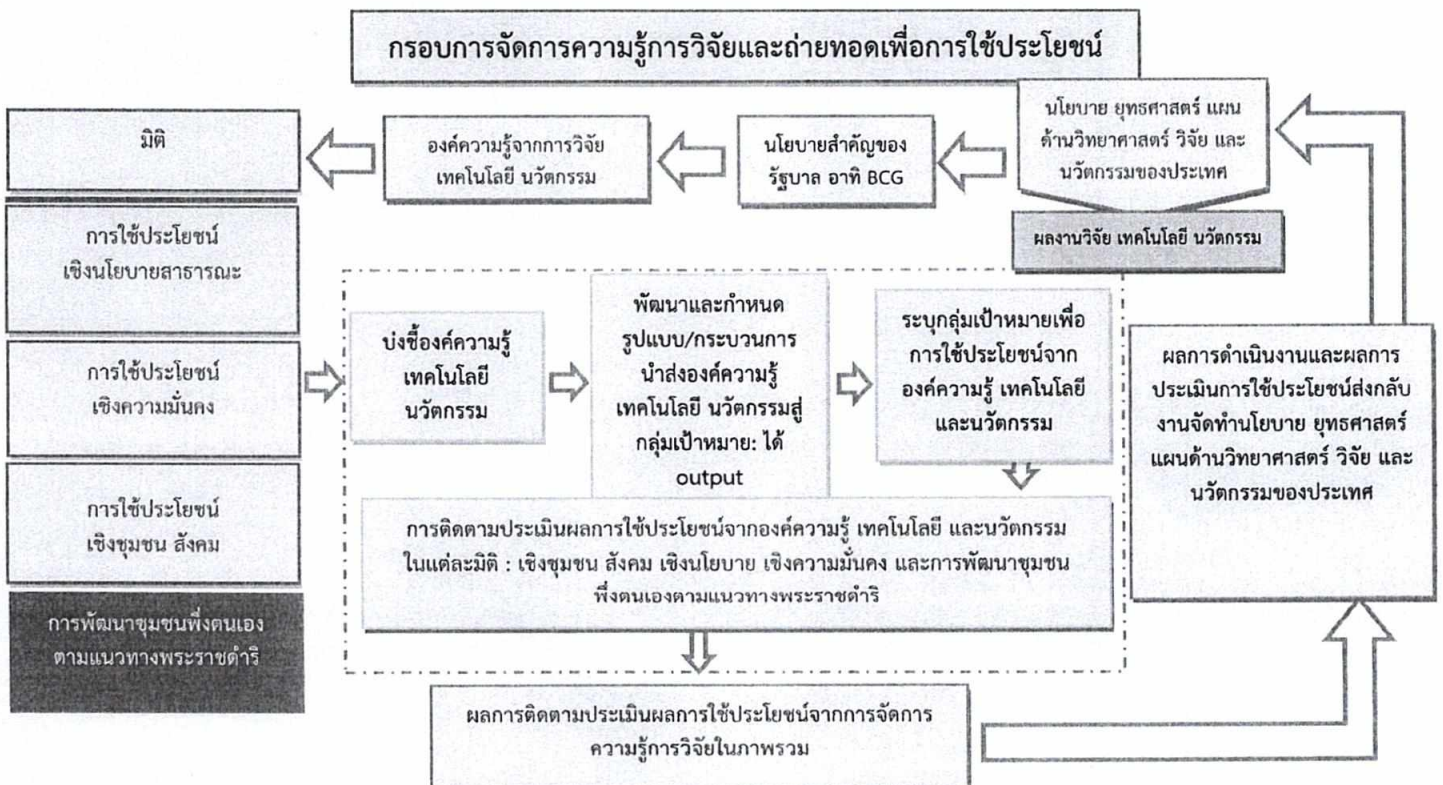 กรอบการจัดการความรู้การวิจัยและถ่ายทอดเพื่อการใช้ประโยชน์
นโยบาย ยุทธศาสตร์ แผน
ด้านวิทยาศาสตร์ วิจัย และ
นวัตกรรมของประเทศ
ผลงานวิจัย เทคโนโลยี นวัตกรรม
นโยบายสำคัญของ
รัฐบาล อาทิ BCG
องค์ความรู้จากการวิจัย
เทคโนโลยี นวัตกรรม
มิติ
การใช้ประโยชน์
เชิงนโยบายสาธารณะ
การใช้ประโยชน์
เชิงความมั่นคง
การใช้ประโยชน์
เชิงชุมชน สังคม
การพัฒนาชุมชนพึ่งตนเอง
ตามแนวทางพระราชดำริ
บ่งชี้องค์ความรู้
เทคโนโลยี
นวัตกรรม
พัฒนาและกำหนด
รูปแบบ/กระบวนการ
นำส่งองค์ความรู้
เทคโนโลยี นวัตกรรมสู่
กลุ่มเป้าหมาย: ได้
output
ระบุกลุ่มเป้าหมายเพื่อ
การใช้ประโยชน์จาก
องค์ความรู้ เทคโนโลยี
และนวัตกรรม
การติดตามประเมินผลการใช้ประโยชน์จากองค์ความรู้ เทคโนโลยี และนวัตกรรม
ในแต่ละมิติ : เชิงชุมชน สังคม เชิงนโยบาย เชิงความมั่นคง และการพัฒนาชุมชน
พึ่งตนเองตามแนวทางพระราชดำริ
ผลการติดตามประเมินผลการใช้ประโยชน์จากการจัดการ
ความรู้การวิจัยในภาพรวม
ผลการดำเนินงานและผลการ
ประเมินการใช้ประโยชน์ส่งกลับ
งานจัดทำนโยบาย ยุทธศาสตร์
แผนด้านวิทยาศาสตร์ วิจัย และ
นวัตกรรมของประเทศ